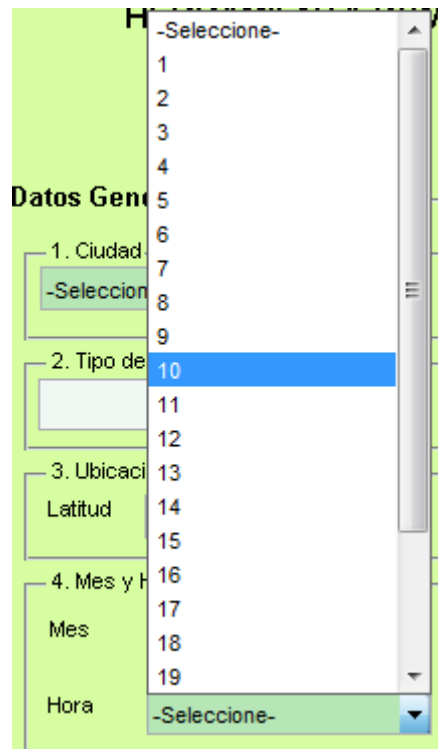 -Seleccione-
1
2
3
4
Datos Gen
5
6
1. Ciudad
7
-Seleccion
8
9
2. Tipo de
10
11
12
3. Ubicaci
13
Latitud
14
15
4. Mes y H
16
17
Mes
18
19
Hora
-Seleccione-